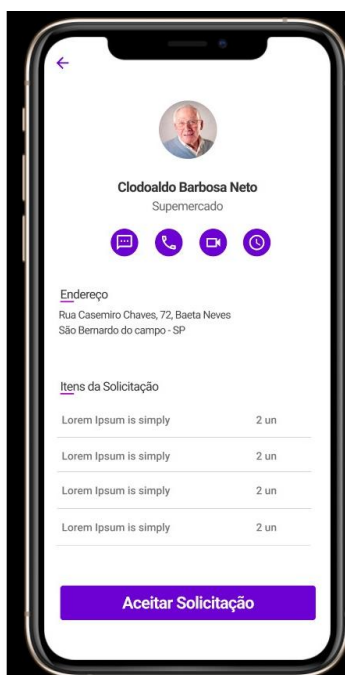 Clodoaldo Barbosa Neto
Supemercado
Endereço
Rua Casemiro Chaves, 72, Baeta Neves
São Bernardo do campo - SP
Itens da Solicitação
Lorem Ipsum is simply 2 un
Lorem Ipsum is simply 2 un
Lorem Ipsum is simply 2 un
Lorem Ipsum is simply 2 un
Aceitar Solicitação